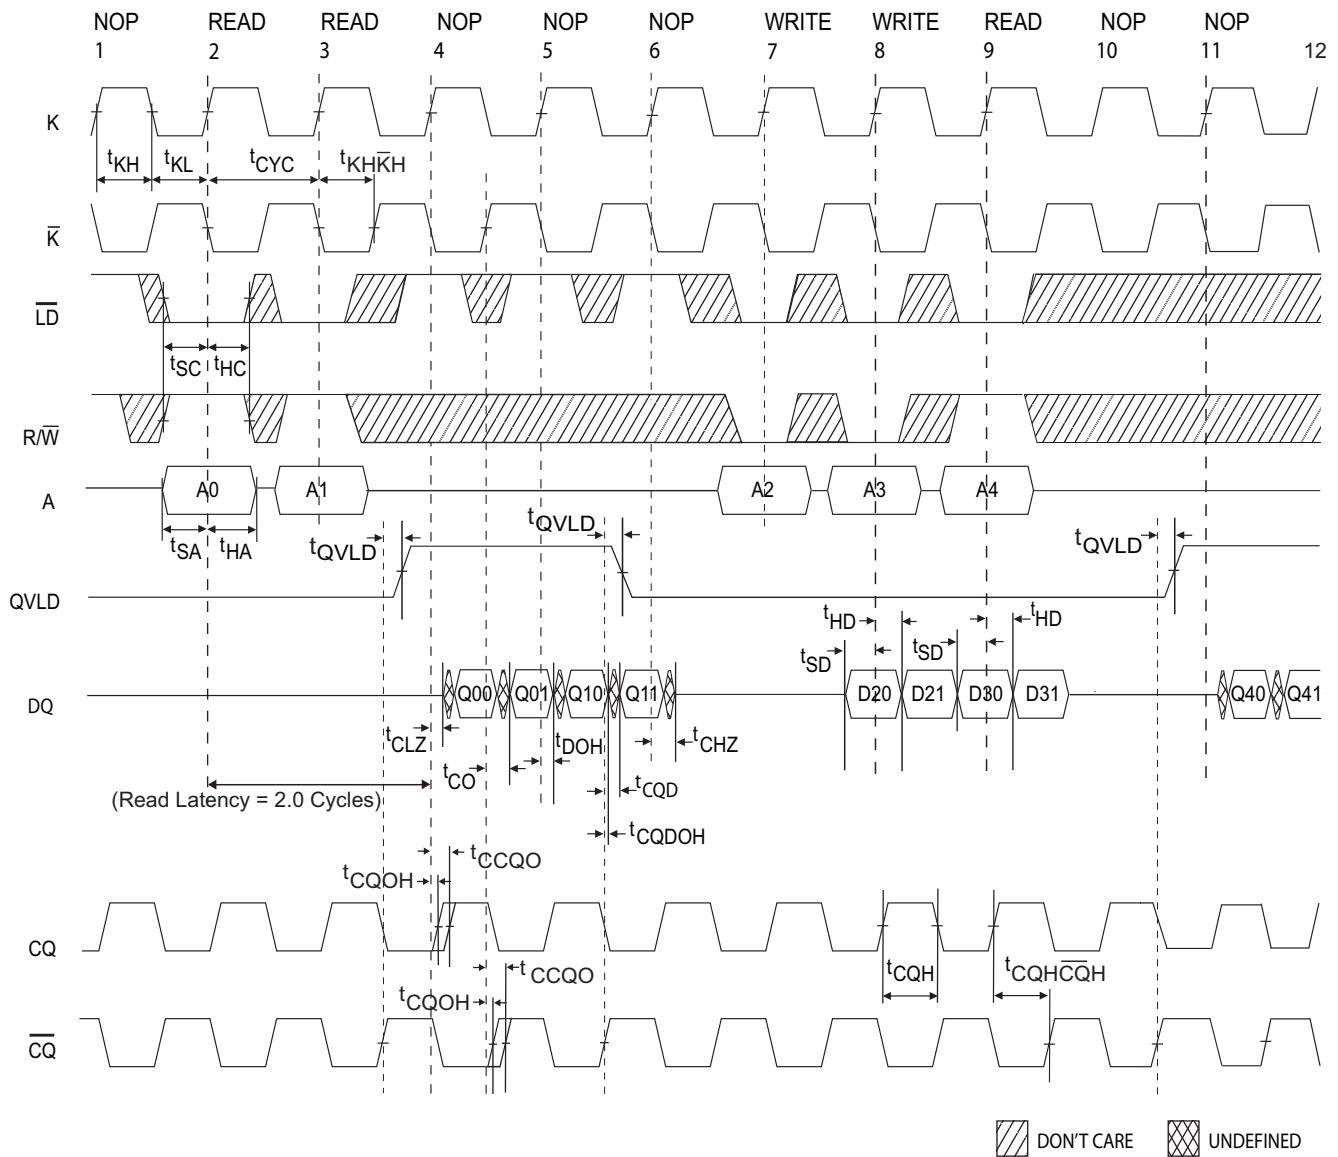 NOP READ READ NOP NOP NOP WRITE WRITE READ NOP NOP
1 2 3 4 5 6 7 8 9 10 11 12
K
tKH tKL tCYC tKHK̅H
K̅
L̅D̅
tSC tHC
R/W̅
A A0 A1 A2 A3 A4
tSA tHA tQVLD tQVLD tQVLD
QVLD
tHD tHD
tSD tSD
DQ Q00 Q01 Q10 Q11 D20 D21 D30 D31 Q40 Q41
tCLZ tDOH tCHZ
tCO tCQD
(Read Latency = 2.0 Cycles)
tCQDOH
tCCQO
tCQOH
CQ
tCCQO tCQH tCQHC̅Q̅H
tCQOH
C̅Q̅
DON'T CARE UNDEFINED